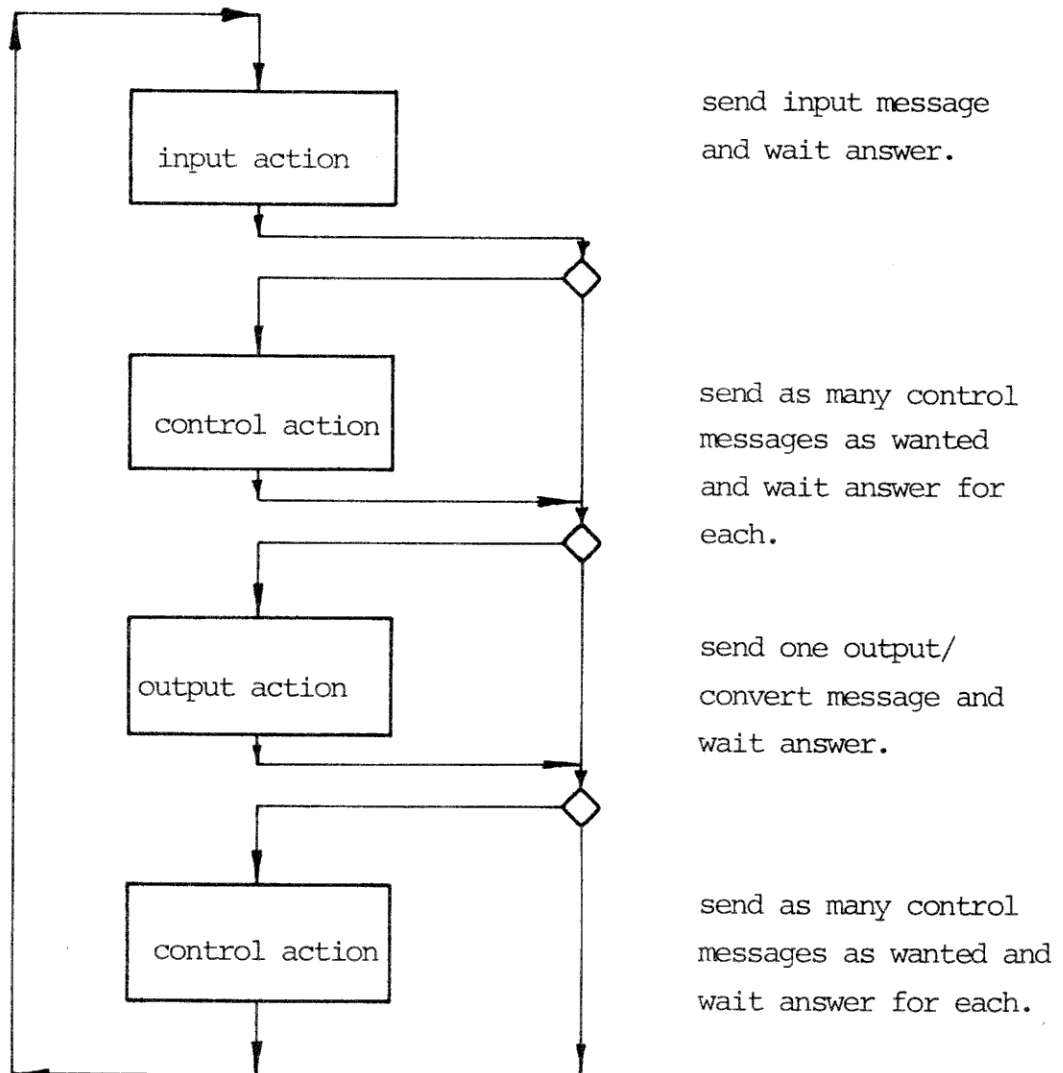 send input message
and wait answer.
input action
send as many control
messages as wanted
and wait answer for
each.
control action
send one output/
convert message and
wait answer.
output action
send as many control
messages as wanted and
wait answer for each.
control action